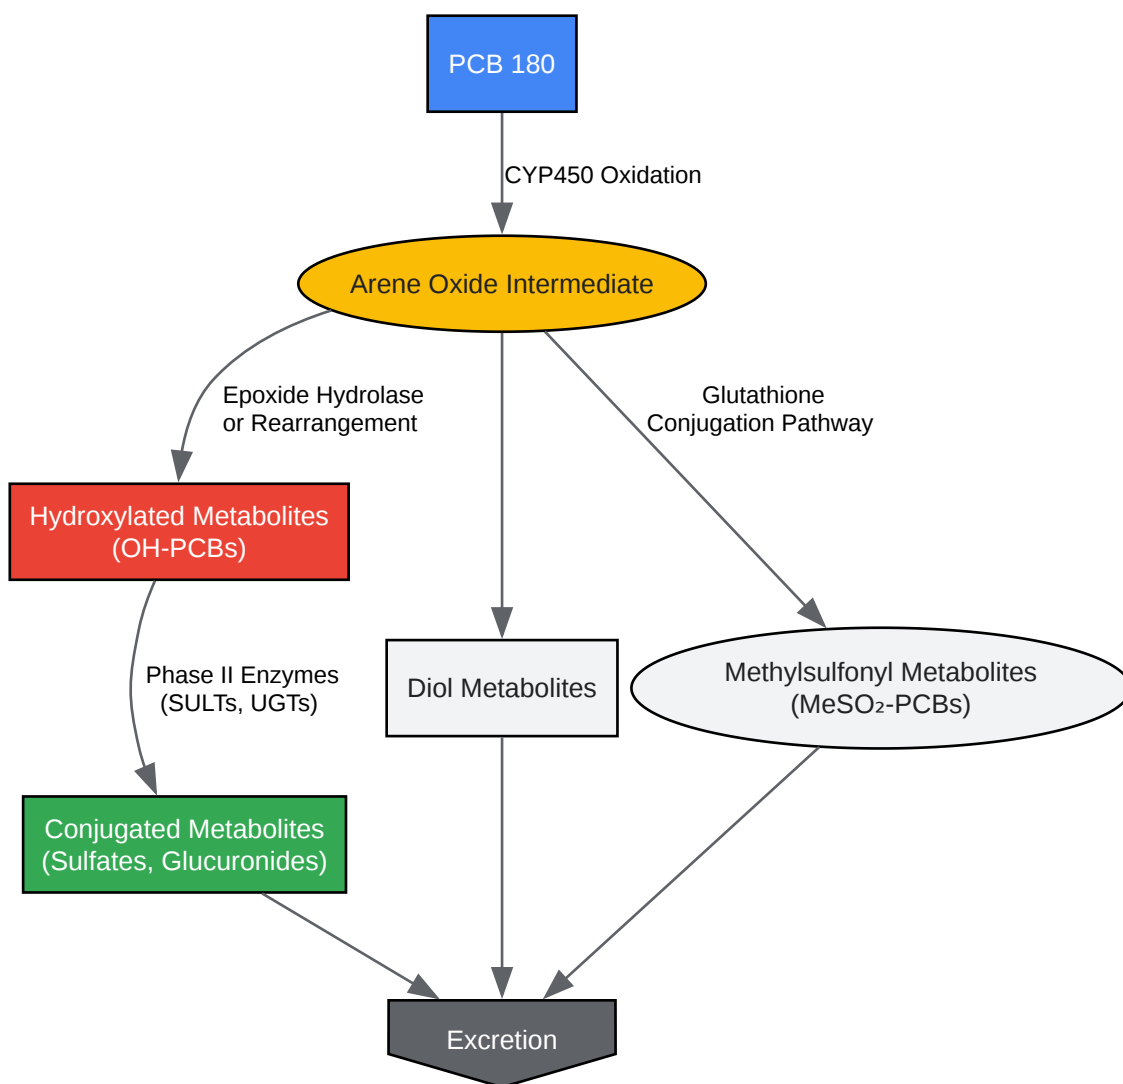 PCB 180
CYP450 Oxidation
Arene Oxide Intermediate
Epoxide Hydrolase
or Rearrangement
Glutathione
Conjugation Pathway
Hydroxylated Metabolites
(OH-PCBs)
Phase II Enzymes
(SULTs, UGTs)
Diol Metabolites
Methylsulfonyl Metabolites
(MeSO₂-PCBs)
Conjugated Metabolites
(Sulfates, Glucuronides)
Excretion